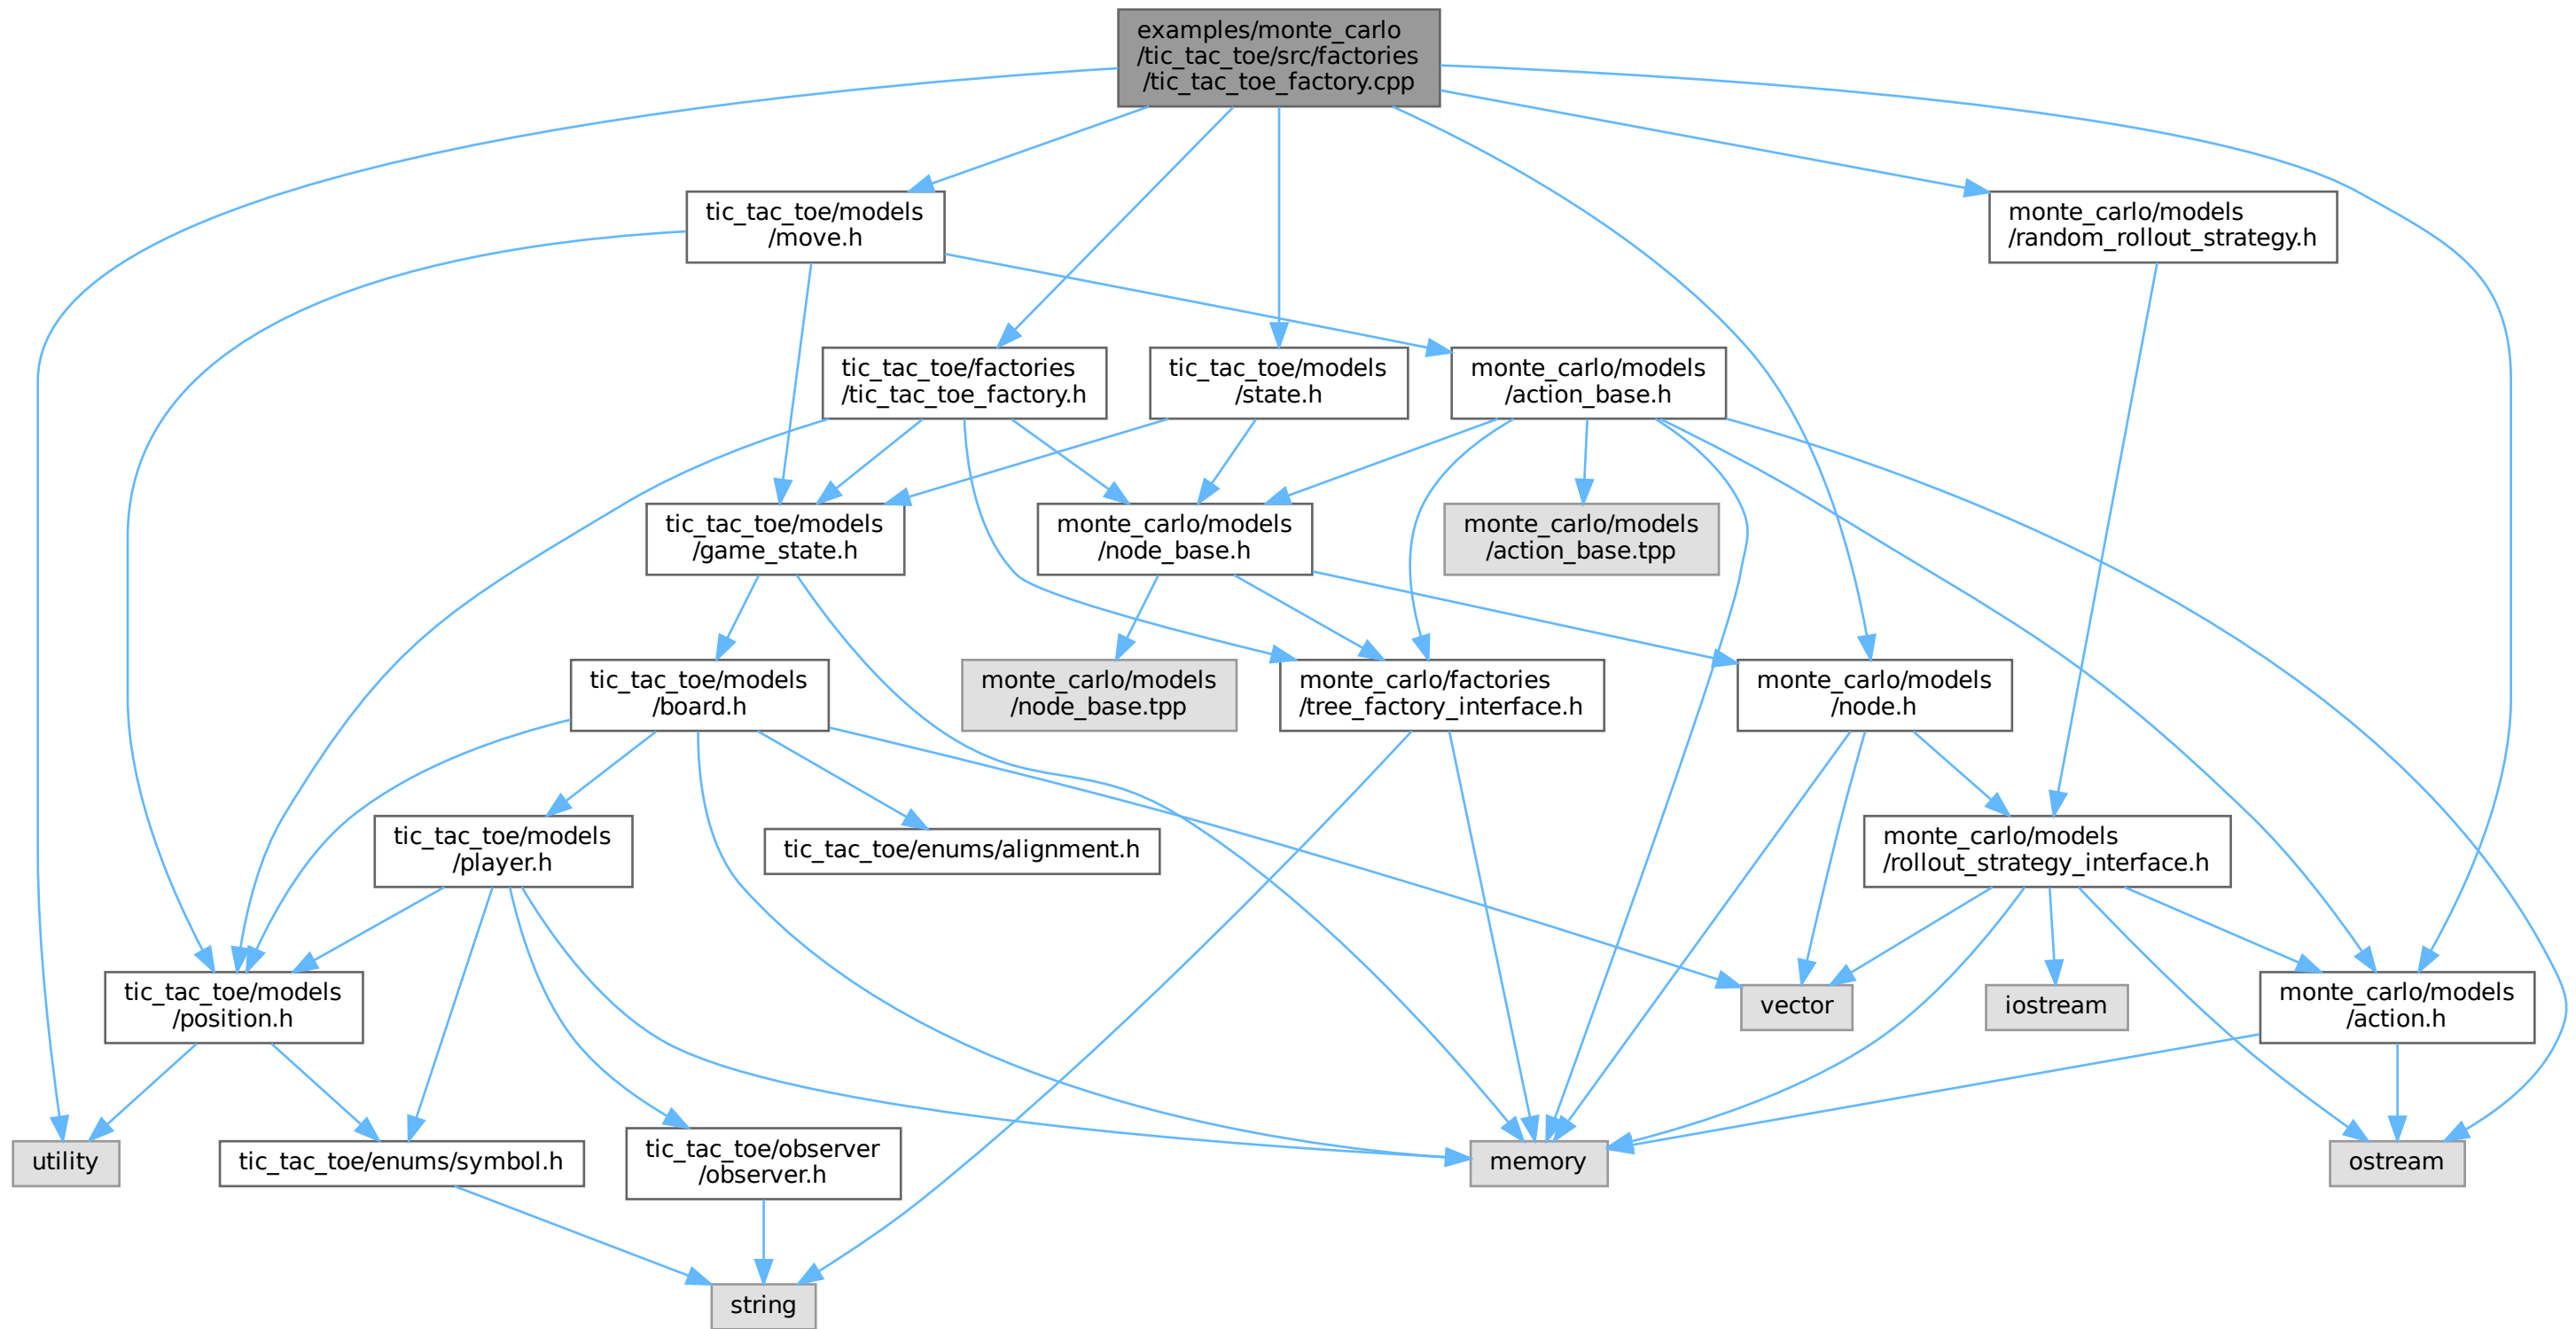 examples/monte_carlo
/tic_tac_toe/src/factories
/tic_tac_toe_factory.cpp
tic_tac_toe/models
/move.h
monte_carlo/models
/random_rollout_strategy.h
tic_tac_toe/factories
/tic_tac_toe_factory.h
tic_tac_toe/models
/state.h
monte_carlo/models
/action_base.h
tic_tac_toe/models
/game_state.h
monte_carlo/models
/node_base.h
monte_carlo/models
/action_base.tpp
tic_tac_toe/models
/board.h
monte_carlo/models
/node_base.tpp
monte_carlo/factories
/tree_factory_interface.h
monte_carlo/models
/node.h
tic_tac_toe/models
/player.h
tic_tac_toe/enums/alignment.h
monte_carlo/models
/rollout_strategy_interface.h
tic_tac_toe/models
/position.h
vector
iostream
monte_carlo/models
/action.h
utility
tic_tac_toe/enums/symbol.h
tic_tac_toe/observer
/observer.h
memory
ostream
string